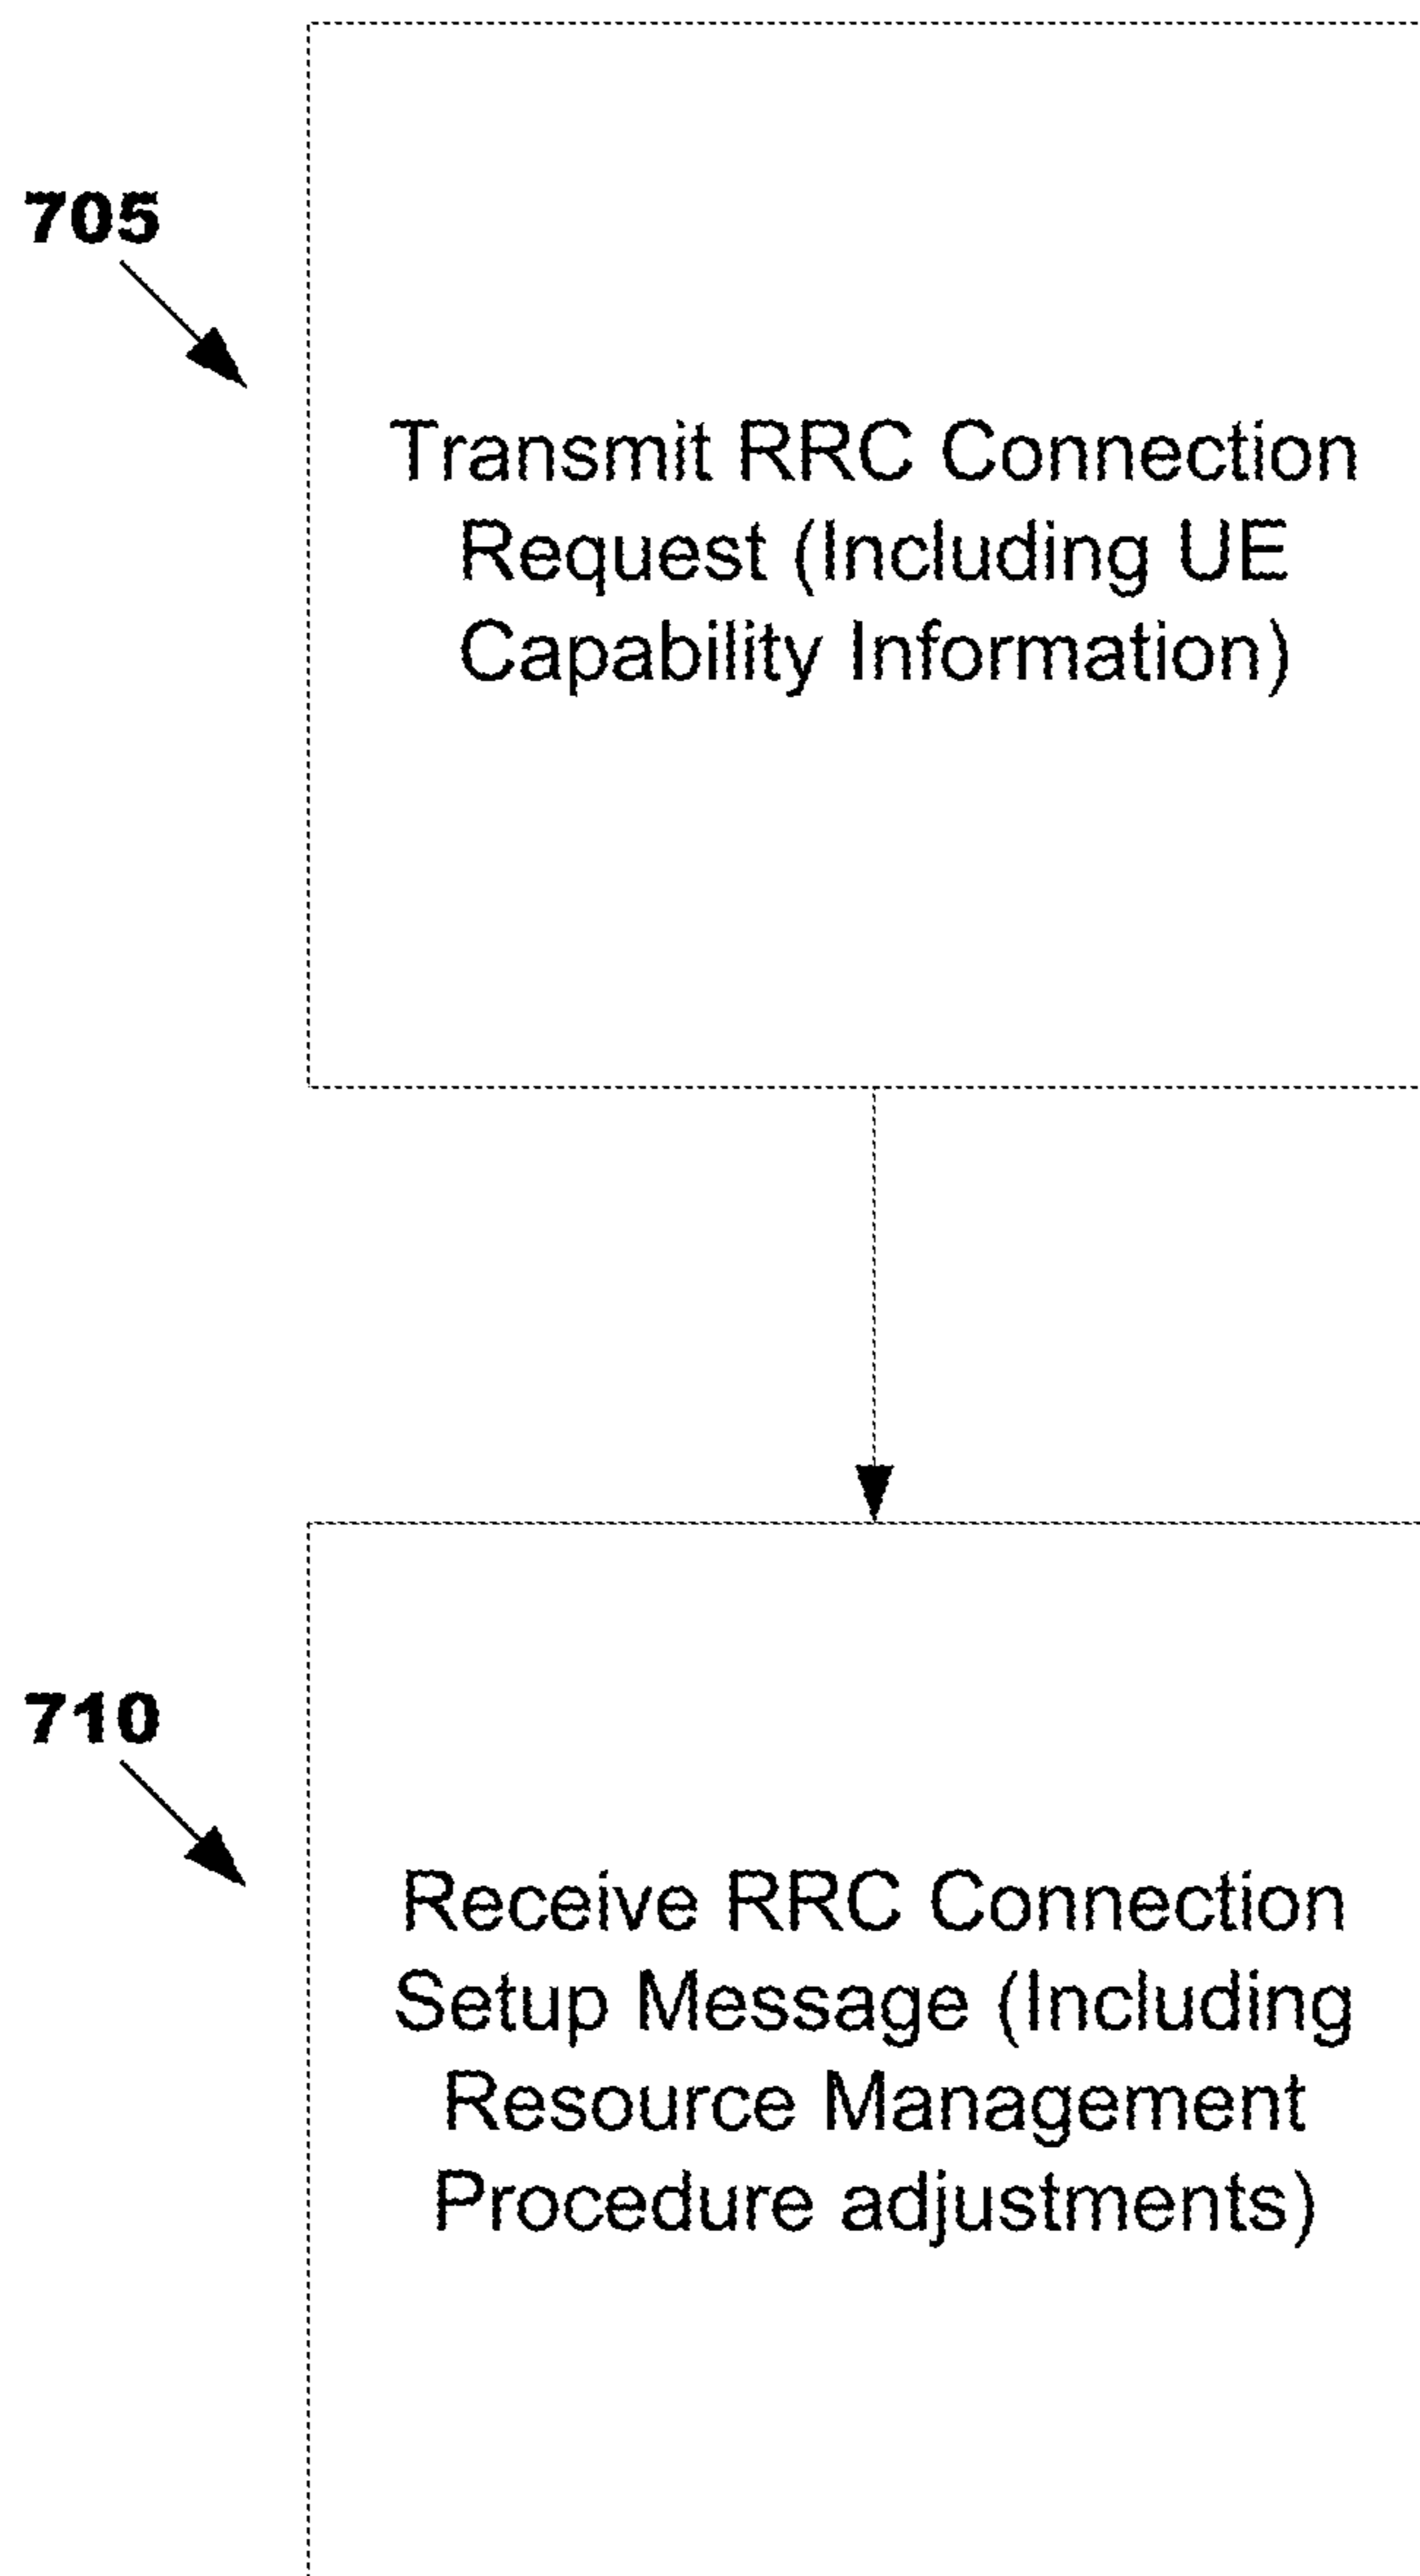 705
Transmit RRC Connection
Request (Including UE
Capability Information)
710
Receive RRC Connection
Setup Message (Including
Resource Management
Procedure adjustments)